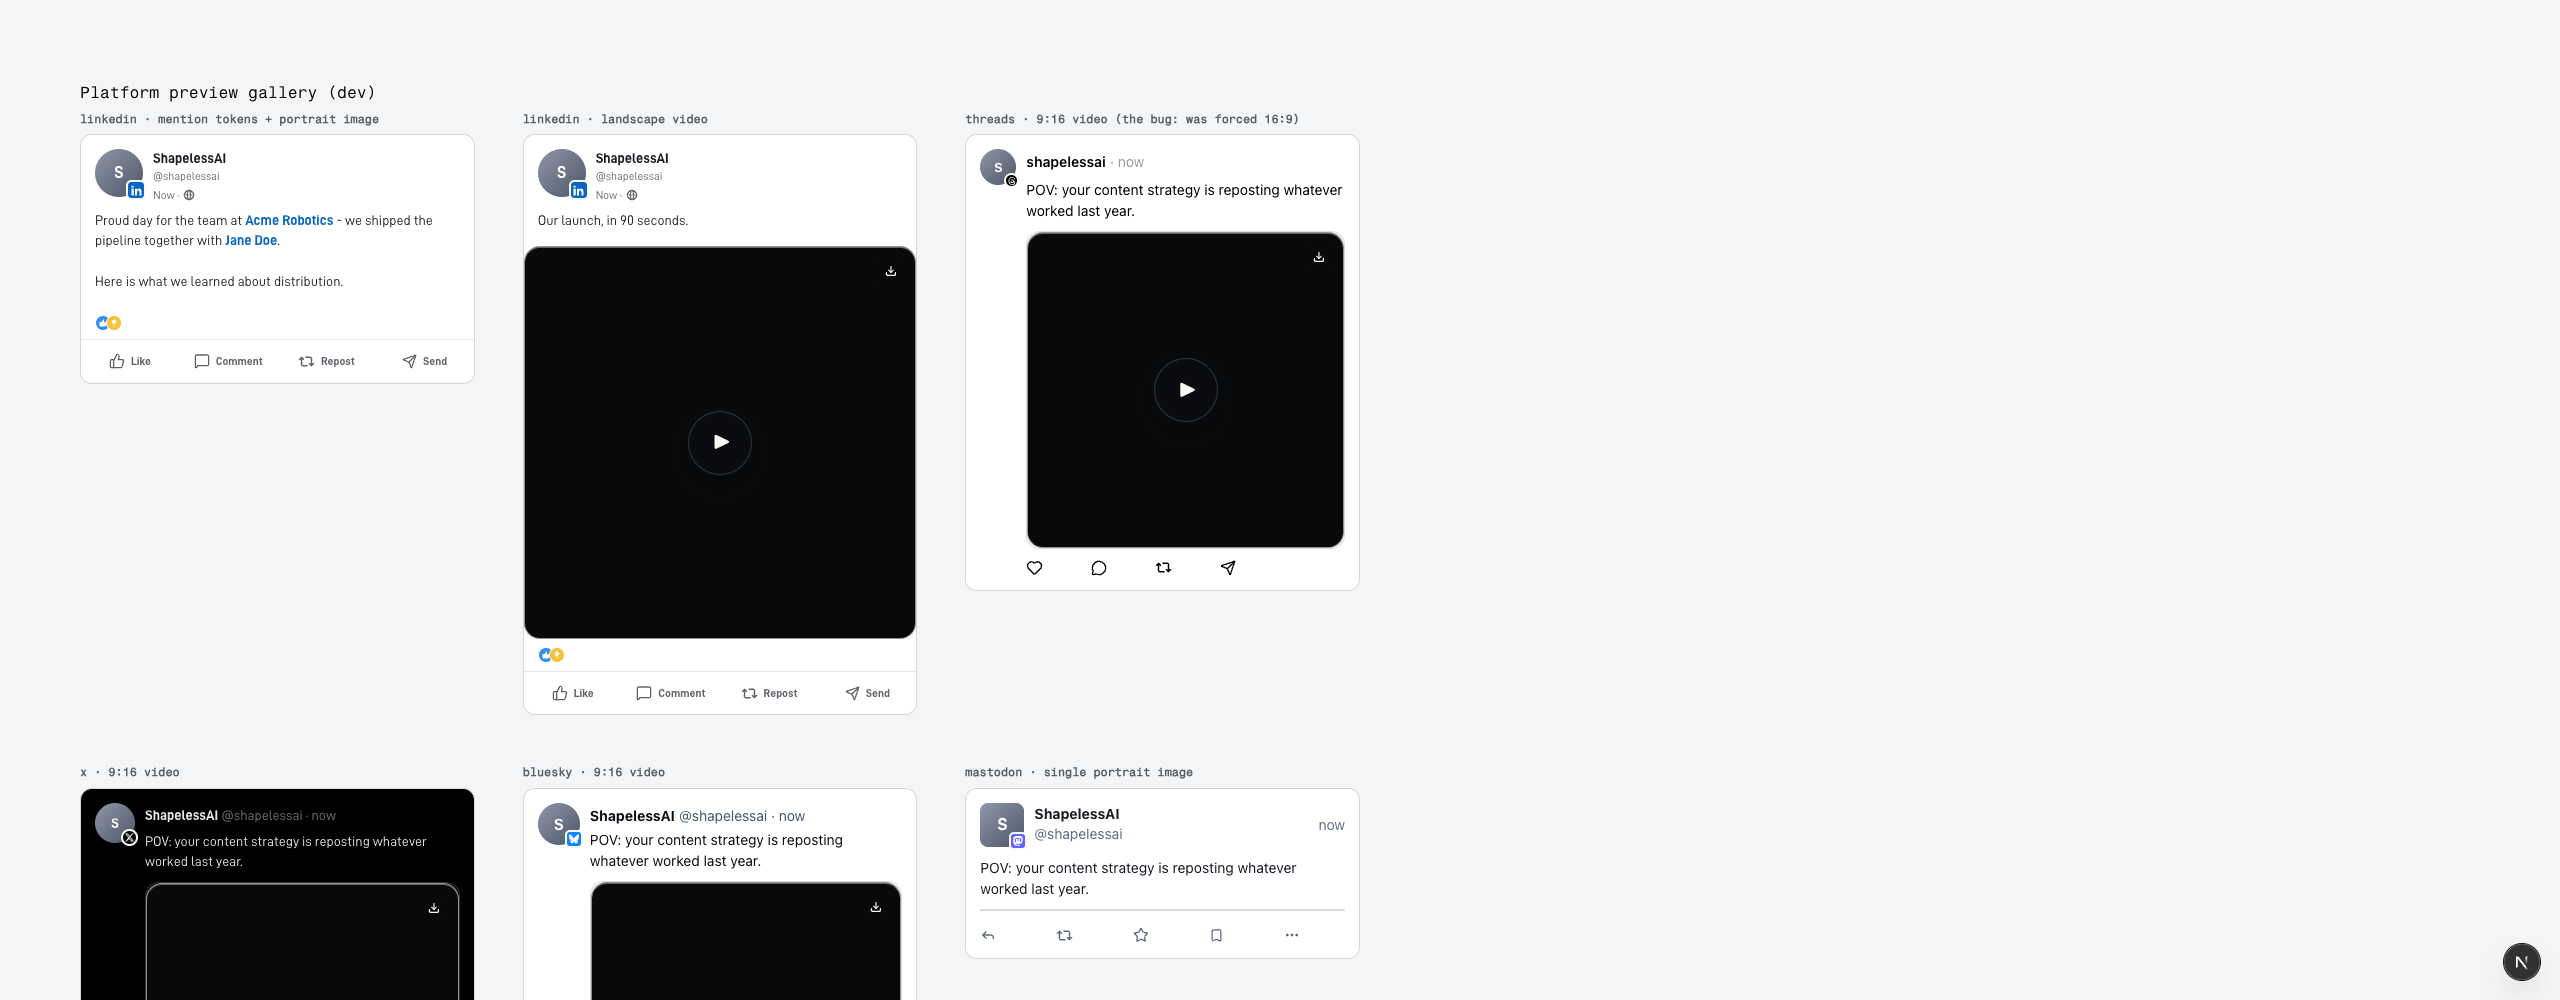 Platform preview gallery (dev)
linkedin · mention tokens + portrait image
S
in
ShapelessAI
@shapelessai
Now ·
Proud day for the team at Acme Robotics - we shipped the
pipeline together with Jane Doe.
Here is what we learned about distribution.
Like Comment Repost Send
linkedin · landscape video
S
in
ShapelessAI
@shapelessai
Now ·
Our launch, in 90 seconds.
Like Comment Repost Send
threads · 9:16 video (the bug: was forced 16:9)
S
shapelessai · now
POV: your content strategy is reposting whatever
worked last year.
x · 9:16 video
S
ShapelessAI @shapelessai · now
POV: your content strategy is reposting whatever
worked last year.
bluesky · 9:16 video
S
ShapelessAI @shapelessai · now
POV: your content strategy is reposting
whatever worked last year.
mastodon · single portrait image
S
ShapelessAI
@shapelessai
now
POV: your content strategy is reposting whatever
worked last year.
N